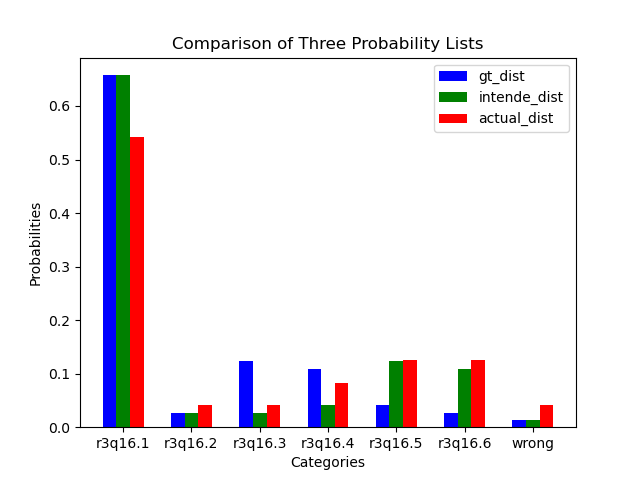 Comparison of Three Probability Lists
gt_dist
intende_dist
actual_dist
0.6
0.5
0.4
0.3
0.2
0.1
0.0
Probabilities
r3q16.1 r3q16.2 r3q16.3 r3q16.4 r3q16.5 r3q16.6 wrong
Categories